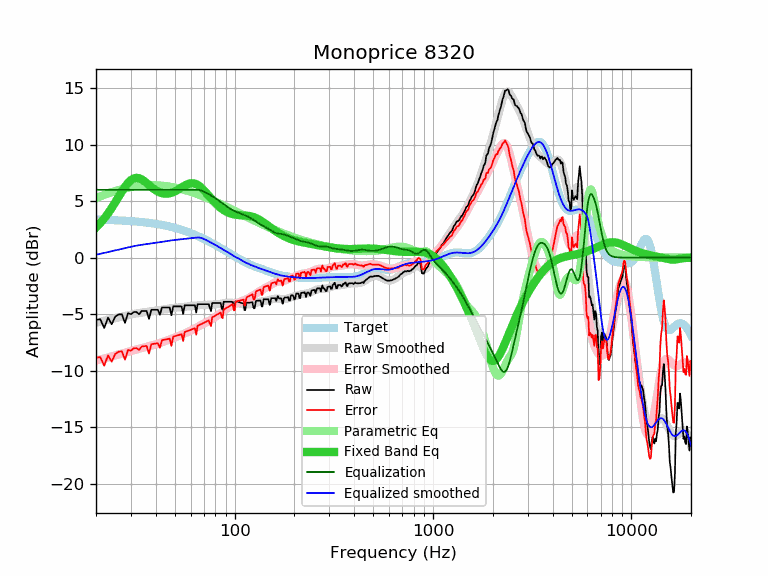 Monoprice 8320
Amplitude (dBr)
15
10
5
0
−5
−10
−15
−20
Target
Raw Smoothed
Error Smoothed
Raw
Error
Parametric Eq
Fixed Band Eq
Equalization
Equalized smoothed
100 1000 10000
Frequency (Hz)